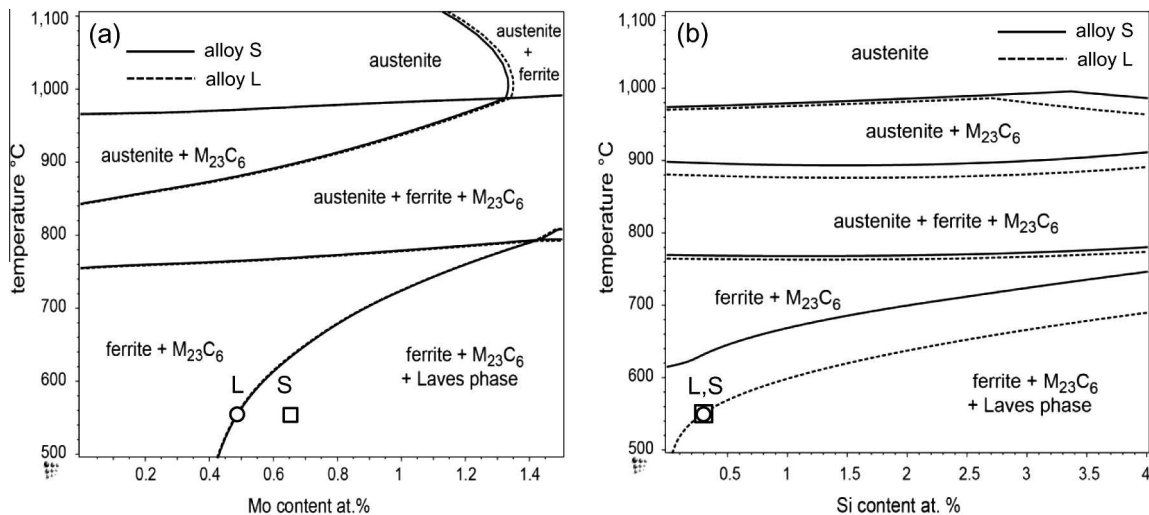 (a)
alloy S
alloy L
austenite
austenite
+
ferrite
austenite + M23C6
austenite + ferrite + M23C6
ferrite + M23C6
L
S
ferrite + M23C6
+ Laves phase
1,100
1,000
900
800
700
600
500
temperature °C
0.2
0.4
0.6
0.8
1
1.2
1.4
Mo content at.%
(b)
alloy S
alloy L
austenite
austenite + M23C6
austenite + ferrite + M23C6
ferrite + M23C6
L,S
ferrite + M23C6
+ Laves phase
1,100
1,000
900
800
700
600
500
temperature °C
0.5
1
1.5
2
2.5
3
3.5
4
Si content at. %